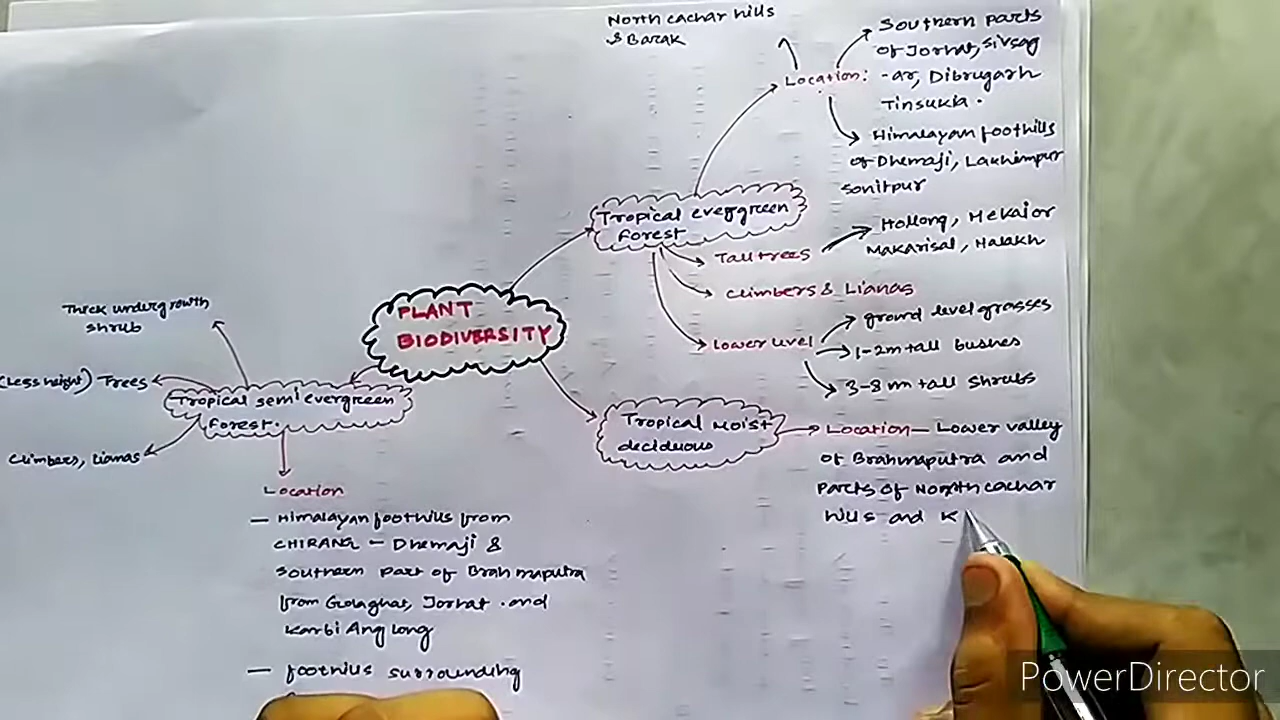 North cachar hills
& Barak
Location:
Southern parts
of Jorhat, Sivsag
-ar, Dibrugarh
Tinsukia.
Himalayan foothills
of Dhemaji, Lakhimpur
Sonitpur
Tropical evergreen
forest
Tall trees
Hollong, Mekaior
Makarisal, Nalakh
Climbers & Lianas
Lower level
ground level grasses
1-2m tall bushes
3-8 m tall shrubs
PLANT
BIODIVERSITY
Thick undergrowth
shrub
(Less height) Trees
Tropical semi evergreen
forest.
climbers, lianas
Location
— Himalayan foothills from
CHIRANG — Dhemaji &
Southern part of Brahmaputra
from Golaghat, Jorhat .and
Karbi Anglong
— foothills surrounding
Tropical Moist
deciduous
Location — Lower valley
of Brahmaputra and
parts of North cachar
hills and K
PowerDirector